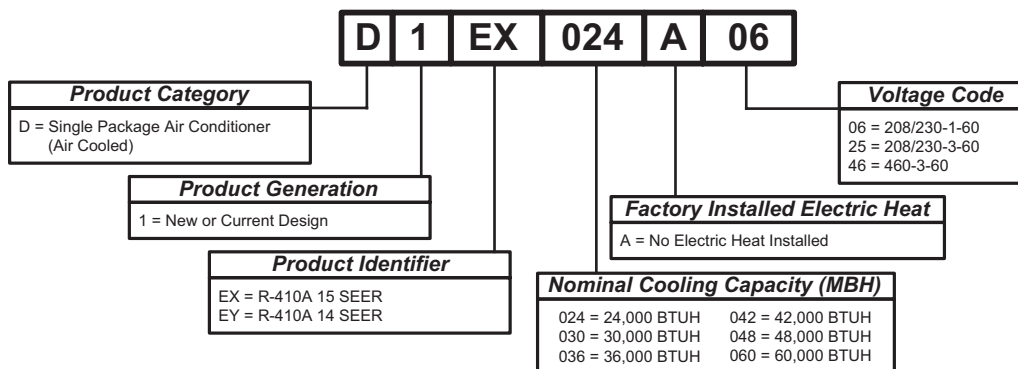 D 1 EX 024 A 06
Product Category
D = Single Package Air Conditioner
(Air Cooled)
Voltage Code
06 = 208/230-1-60
25 = 208/230-3-60
46 = 460-3-60
Product Generation
1 = New or Current Design
Factory Installed Electric Heat
A = No Electric Heat Installed
Product Identifier
EX = R-410A 15 SEER
EY = R-410A 14 SEER
Nominal Cooling Capacity (MBH)
024 = 24,000 BTUH 042 = 42,000 BTUH
030 = 30,000 BTUH 048 = 48,000 BTUH
036 = 36,000 BTUH 060 = 60,000 BTUH